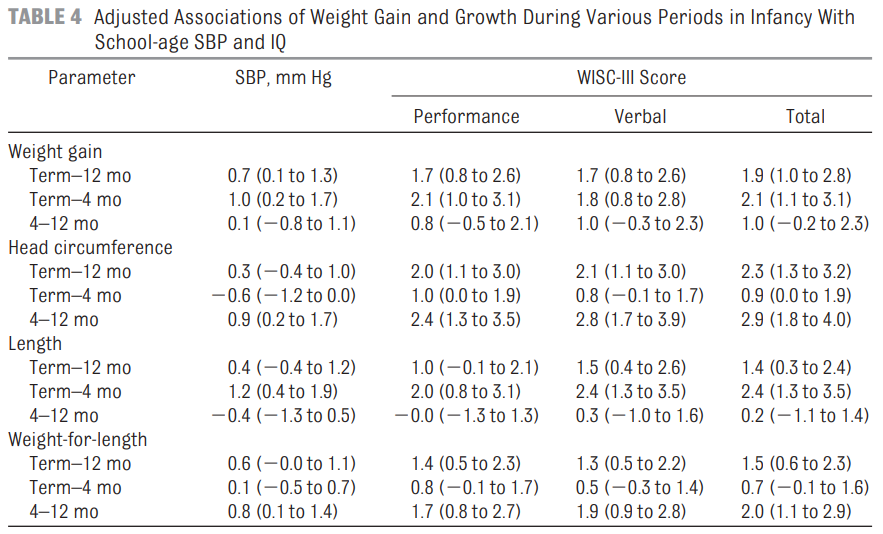 TABLE 4 Adjusted Associations of Weight Gain and Growth During Various Periods in Infancy With
School-age SBP and IQ
Parameter SBP, mm Hg WISC-III Score
Performance Verbal Total
Weight gain
Term–12 mo 0.7 (0.1 to 1.3) 1.7 (0.8 to 2.6) 1.7 (0.8 to 2.6) 1.9 (1.0 to 2.8)
Term–4 mo 1.0 (0.2 to 1.7) 2.1 (1.0 to 3.1) 1.8 (0.8 to 2.8) 2.1 (1.1 to 3.1)
4–12 mo 0.1 (−0.8 to 1.1) 0.8 (−0.5 to 2.1) 1.0 (−0.3 to 2.3) 1.0 (−0.2 to 2.3)
Head circumference
Term–12 mo 0.3 (−0.4 to 1.0) 2.0 (1.1 to 3.0) 2.1 (1.1 to 3.0) 2.3 (1.3 to 3.2)
Term–4 mo −0.6 (−1.2 to 0.0) 1.0 (0.0 to 1.9) 0.8 (−0.1 to 1.7) 0.9 (0.0 to 1.9)
4–12 mo 0.9 (0.2 to 1.7) 2.4 (1.3 to 3.5) 2.8 (1.7 to 3.9) 2.9 (1.8 to 4.0)
Length
Term–12 mo 0.4 (−0.4 to 1.2) 1.0 (−0.1 to 2.1) 1.5 (0.4 to 2.6) 1.4 (0.3 to 2.4)
Term–4 mo 1.2 (0.4 to 1.9) 2.0 (0.8 to 3.1) 2.4 (1.3 to 3.5) 2.4 (1.3 to 3.5)
4–12 mo −0.4 (−1.3 to 0.5) −0.0 (−1.3 to 1.3) 0.3 (−1.0 to 1.6) 0.2 (−1.1 to 1.4)
Weight-for-length
Term–12 mo 0.6 (−0.0 to 1.1) 1.4 (0.5 to 2.3) 1.3 (0.5 to 2.2) 1.5 (0.6 to 2.3)
Term–4 mo 0.1 (−0.5 to 0.7) 0.8 (−0.1 to 1.7) 0.5 (−0.3 to 1.4) 0.7 (−0.1 to 1.6)
4–12 mo 0.8 (0.1 to 1.4) 1.7 (0.8 to 2.7) 1.9 (0.9 to 2.8) 2.0 (1.1 to 2.9)